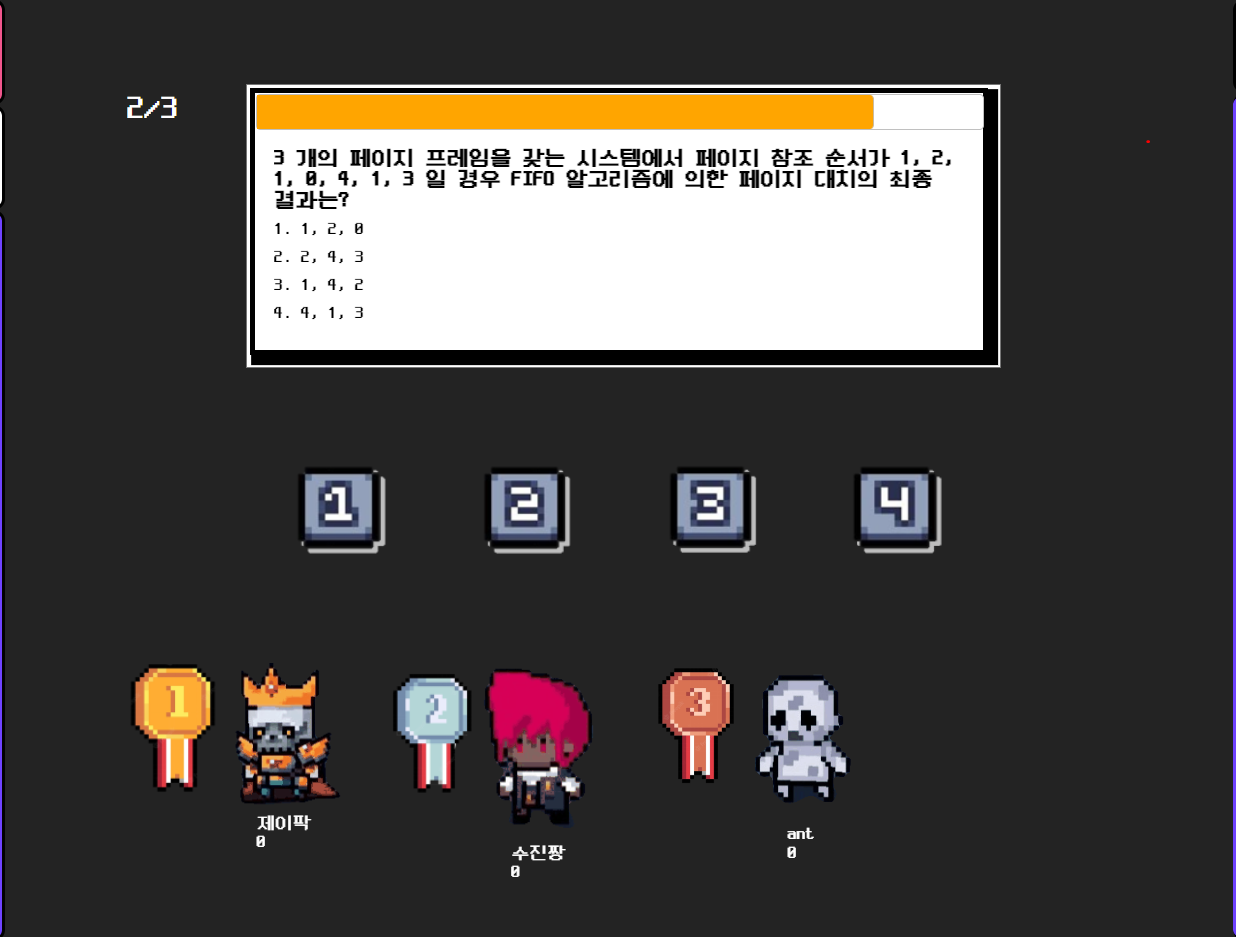 2/3
3 개의 페이지 프레임을 갖는 시스템에서 페이지 참조 순서가 1, 2,
1, 0, 4, 1, 3 일 경우 FIFO 알고리즘에 의한 페이지 대치의 최종
결과는?
1. 1, 2, 0
2. 2, 4, 3
3. 1, 4, 2
4. 4, 1, 3
1 2 3 4
1 2 3
제이팍
0
수진짱
0
ant
0